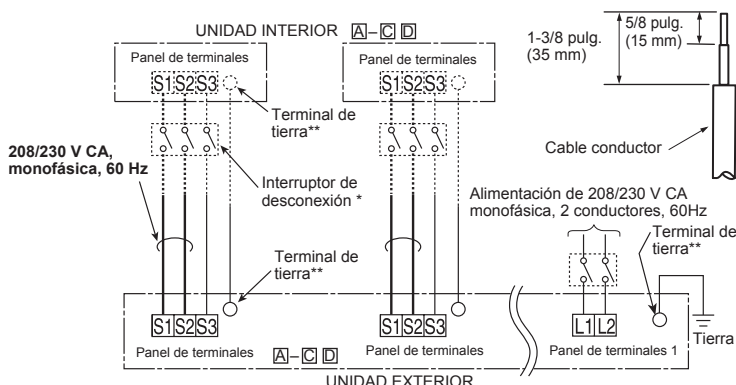 UNIDAD INTERIOR A–C D
Panel de terminales
S1 S2 S3
Panel de terminales
S1 S2 S3
Terminal de
tierra**
208/230 V CA,
monofásica, 60 Hz
Interruptor de
desconexión *
Terminal de
tierra**
1-3/8 pulg.
(35 mm)
5/8 pulg.
(15 mm)
Cable conductor
Alimentación de 208/230 V CA
monofásica, 2 conductores, 60Hz
Terminal de
tierra**
S1 S2 S3
Panel de terminales
A–C D
S1 S2 S3
Panel de terminales
L1 L2
Panel de terminales 1
Tierra
UNIDAD EXTERIOR